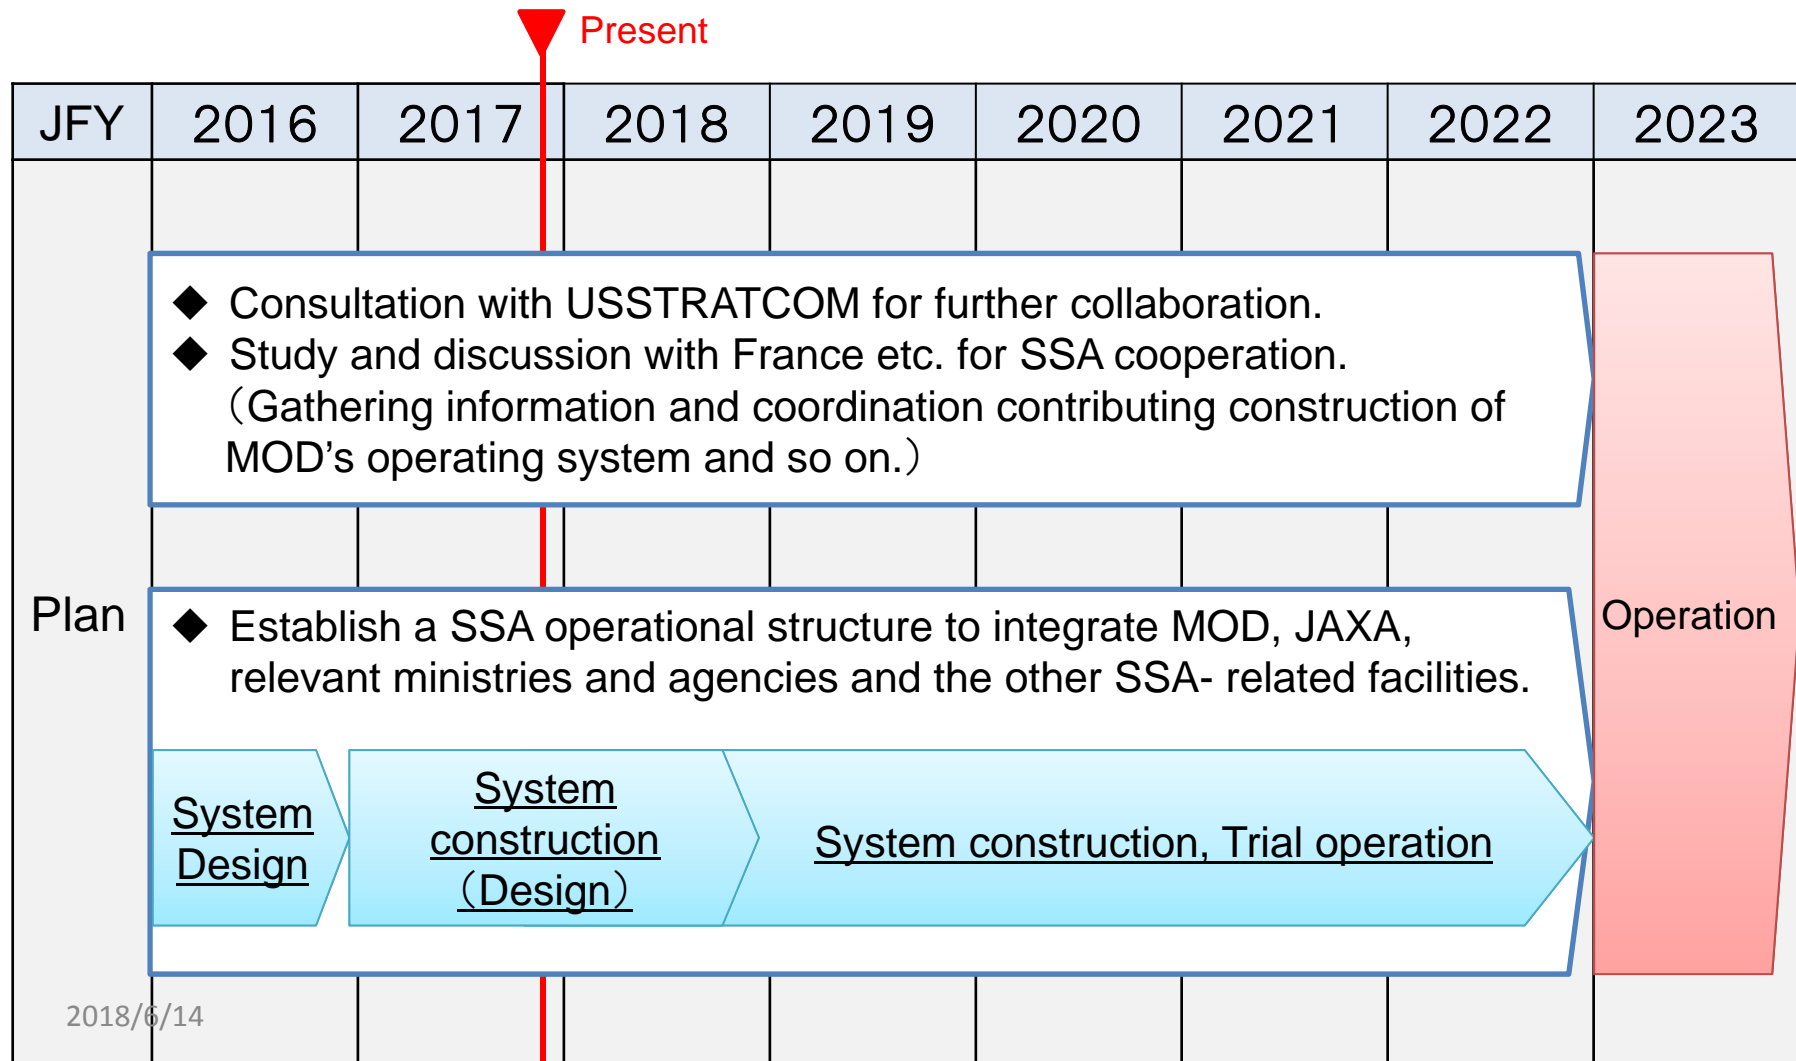 Present
JFY 2016 2017 2018 2019 2020 2021 2022 2023
◆ Consultation with USSTRATCOM for further collaboration.
◆ Study and discussion with France etc. for SSA cooperation.
（Gathering information and coordination contributing construction of
MOD’s operating system and so on.）
Plan
◆ Establish a SSA operational structure to integrate MOD, JAXA,
relevant ministries and agencies and the other SSA- related facilities.
Operation
System
Design
System
construction
（Design）
System construction, Trial operation
2018/6/14